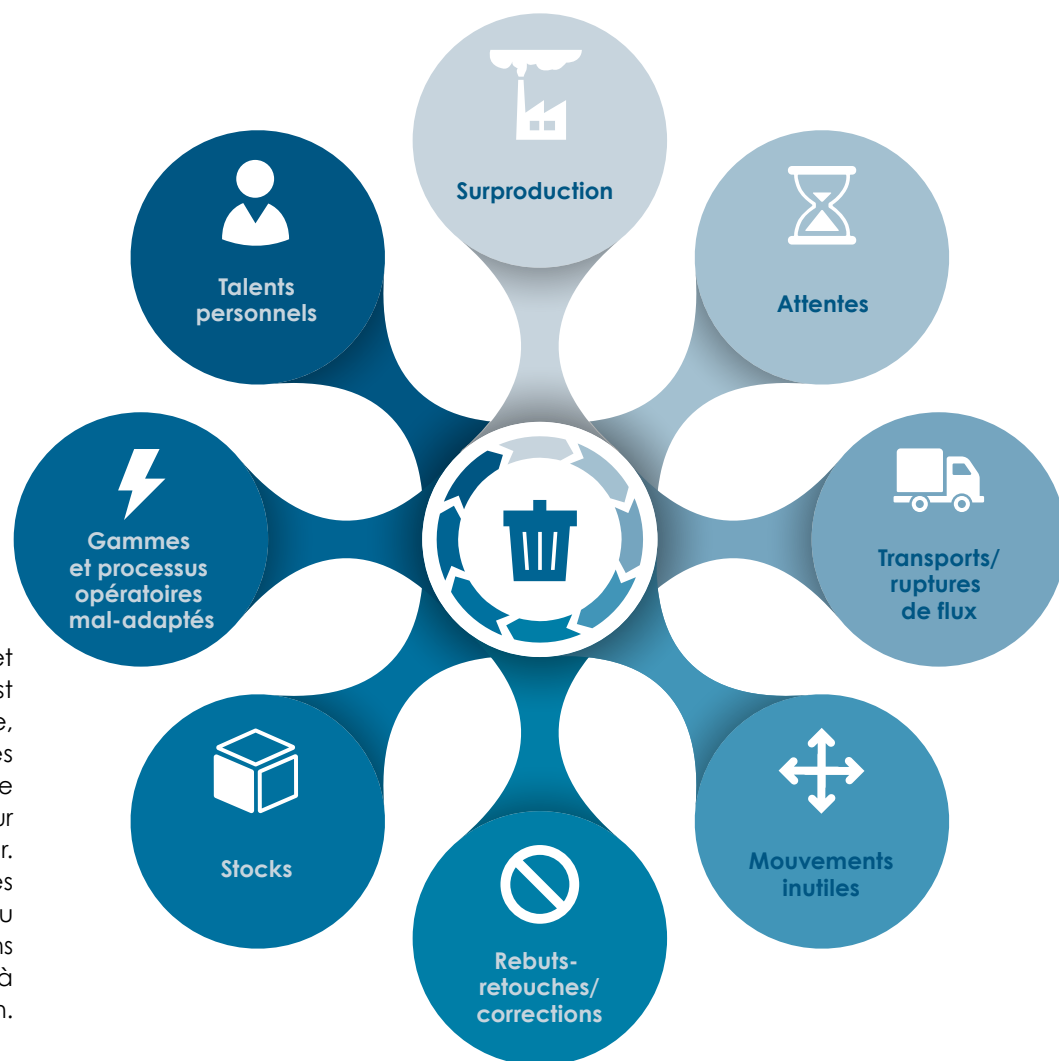 Surproduction
Attentes
Transports/
ruptures
de flux
Mouvements
inutiles
Rebuts-
retouches/
corrections
Stocks
Gammes
et processus
opératoires
mal-adaptés
Talents
personnels
et